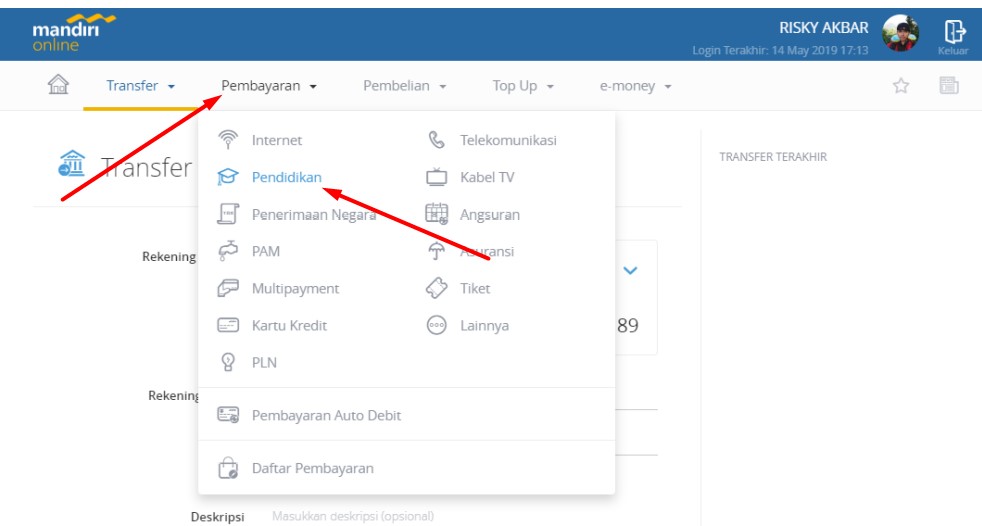 mandiri
online
RISKY AKBAR
Login Terakhir: 14 May 2019 17:13
Keluar
Transfer Pembayaran Pembelian Top Up e-money
Transfer
TRANSFER TERAKHIR
Internet Telekomunikasi
Pendidikan Kabel TV
Penerimaan Negara Angsuran
Rekening PAM Asuransi
Multipayment Tiket
Kartu Kredit Lainnya 89
PLN
Rekening
Pembayaran Auto Debit
Daftar Pembayaran
Deskripsi Masukkan deskripsi (opsional)